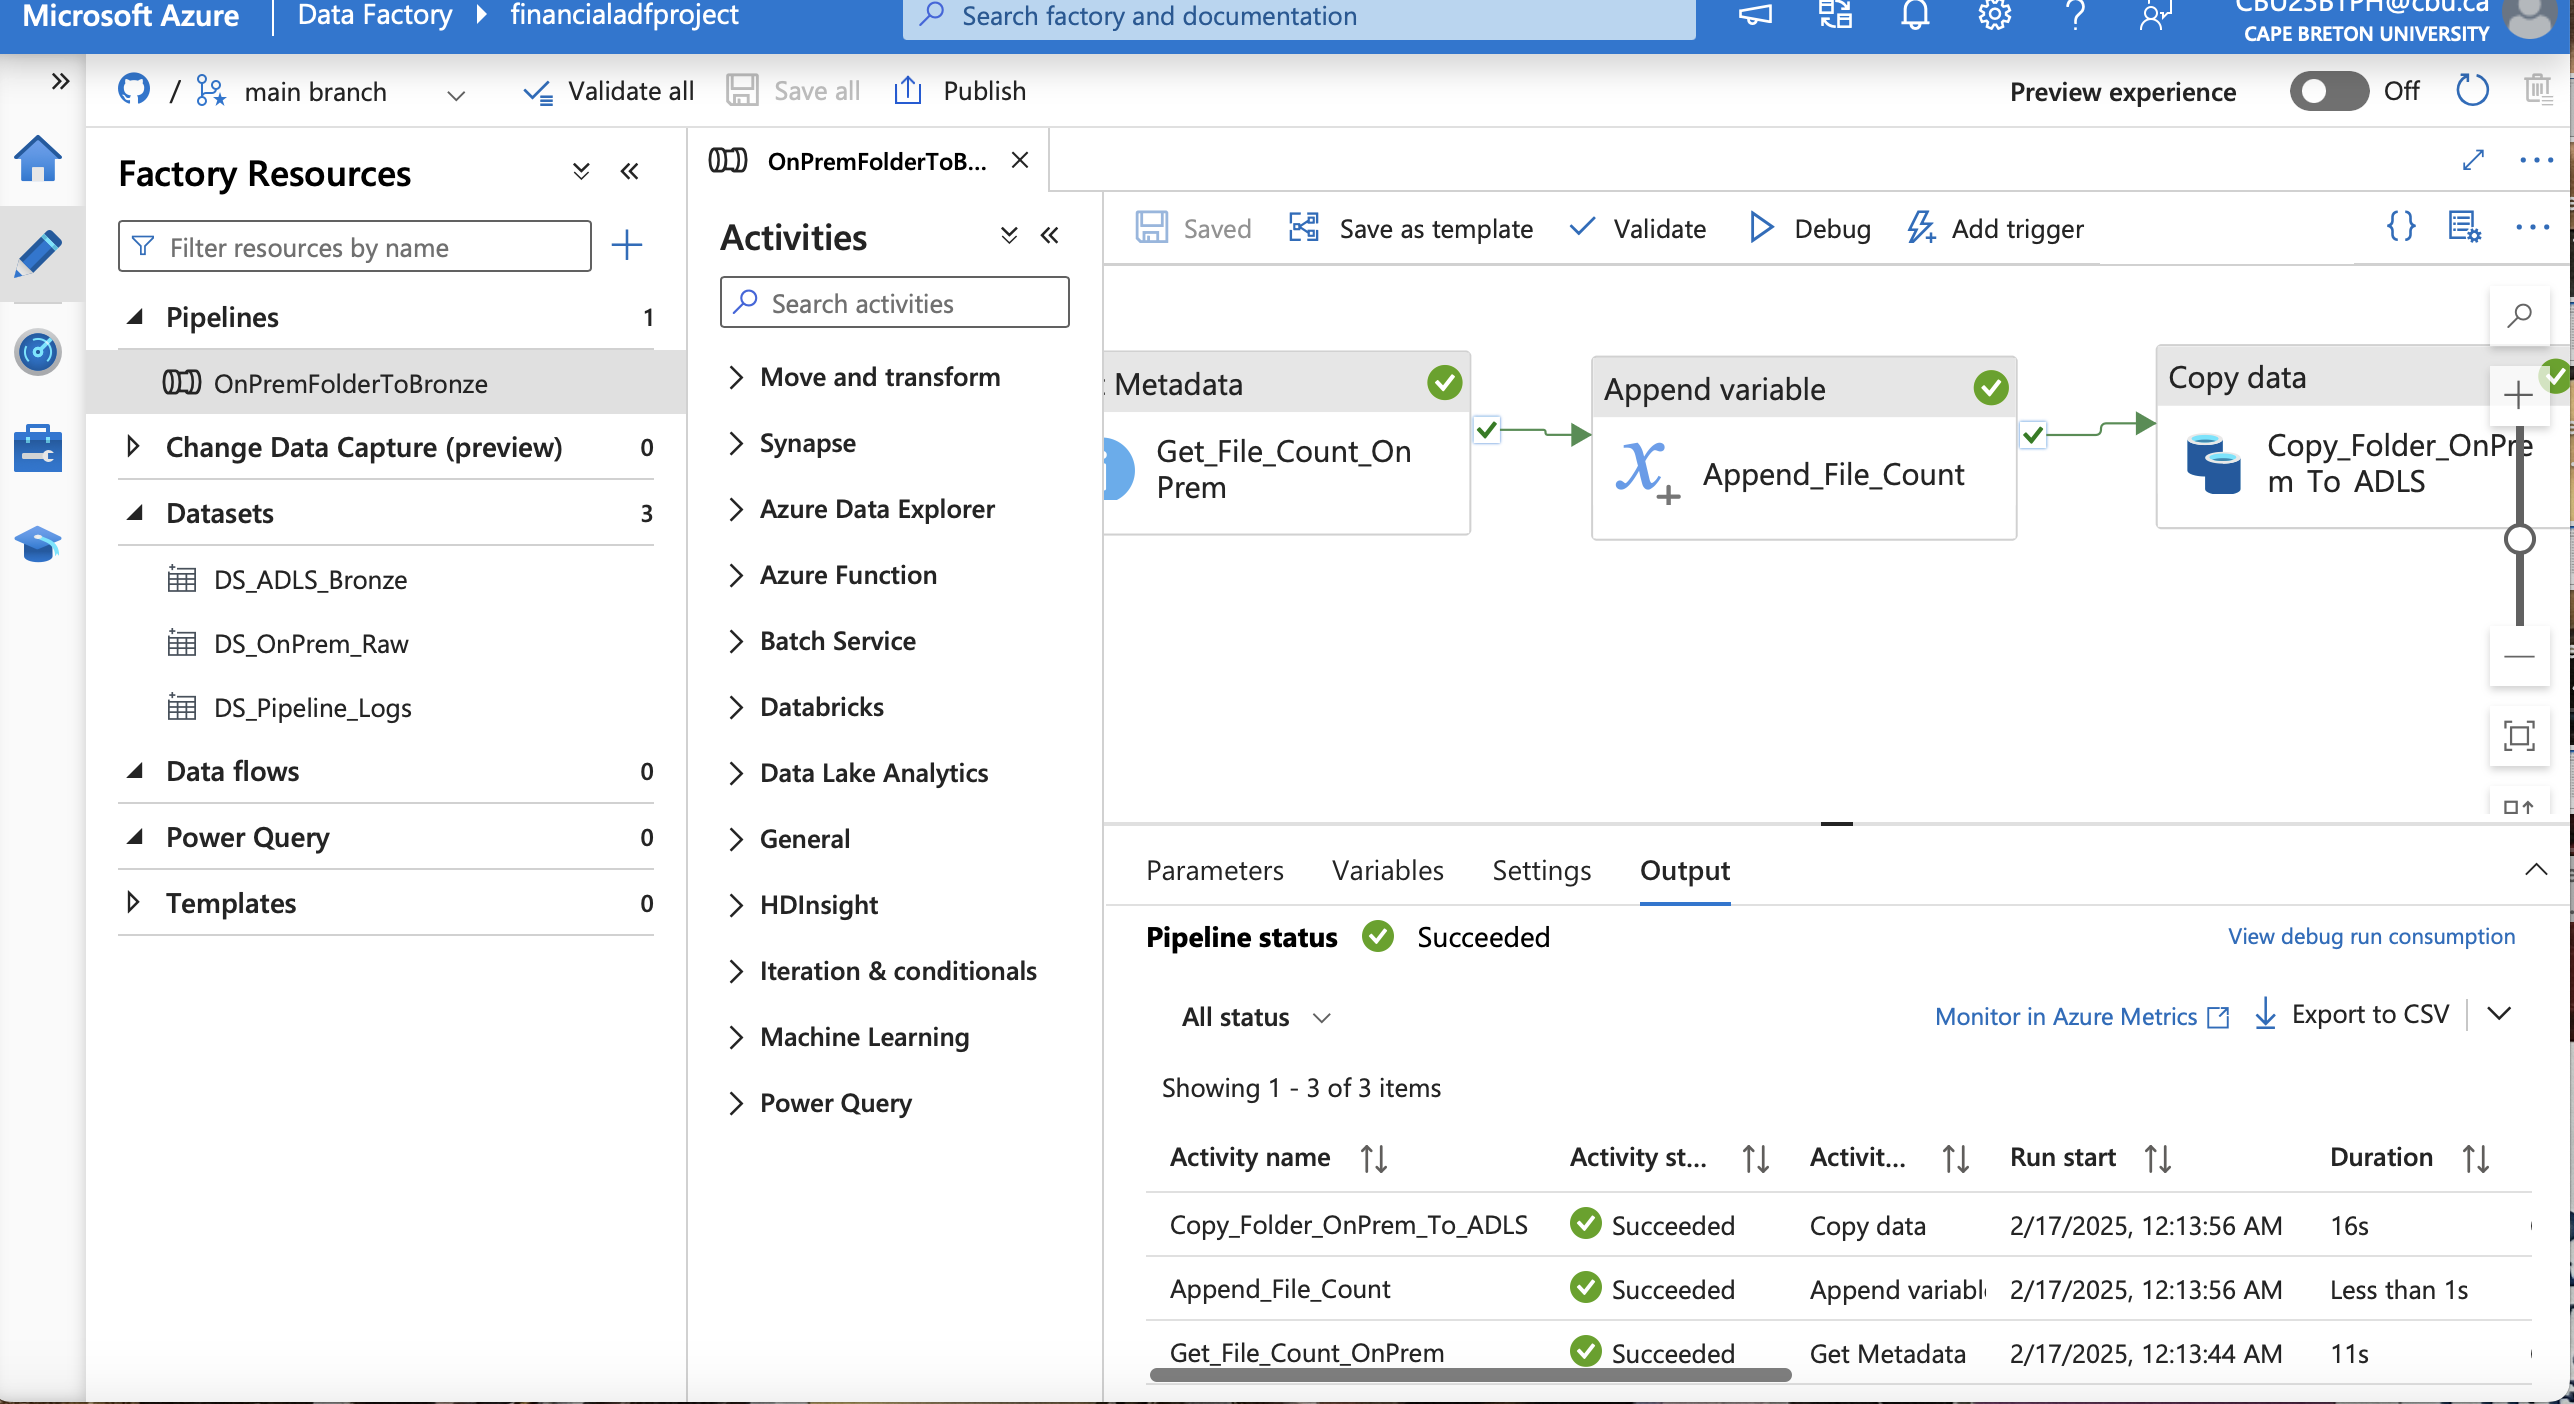 Microsoft Azure
Data Factory
financialadfproject
Search factory and documentation
CBU23BTPH@cbu.ca
CAPE BRETON UNIVERSITY
/
main branch
Validate all
Save all
Publish
Preview experience
Off
Factory Resources
Filter resources by name
Pipelines 1
OnPremFolderToBronze
Change Data Capture (preview) 0
Datasets 3
DS_ADLS_Bronze
DS_OnPrem_Raw
DS_Pipeline_Logs
Data flows 0
Power Query 0
Templates 0
OnPremFolderToB...
Activities
Search activities
Move and transform
Synapse
Azure Data Explorer
Azure Function
Batch Service
Databricks
Data Lake Analytics
General
HDInsight
Iteration & conditionals
Machine Learning
Power Query
Saved
Save as template
Validate
Debug
Add trigger
Metadata
Get_File_Count_On
Prem
Append variable
Append_File_Count
Copy data
Copy_Folder_OnPre
m_To_ADLS
Parameters
Variables
Settings
Output
Pipeline status
Succeeded
View debug run consumption
All status
Monitor in Azure Metrics
Export to CSV
Showing 1 - 3 of 3 items
Activity name Activity st... Activit... Run start Duration
Copy_Folder_OnPrem_To_ADLS Succeeded Copy data 2/17/2025, 12:13:56 AM 16s
Append_File_Count Succeeded Append variabl 2/17/2025, 12:13:56 AM Less than 1s
Get_File_Count_OnPrem Succeeded Get Metadata 2/17/2025, 12:13:44 AM 11s